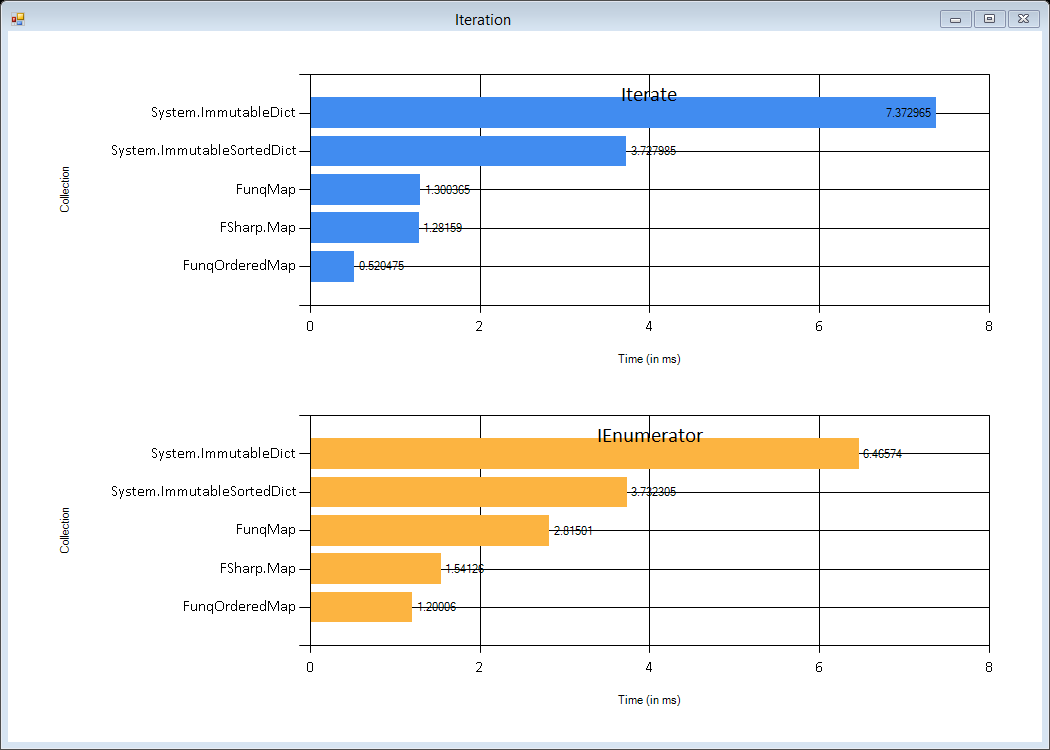 Iteration
Iterate
System.ImmutableDict 7.372965
System.ImmutableSortedDict 3.727985
FunqMap 1.300365
FSharp.Map 1.28159
FunqOrderedMap 0.520475
Collection
0 2 4 6 8
Time (in ms)
IEnumerator
System.ImmutableDict 6.46574
System.ImmutableSortedDict 3.732305
FunqMap 2.81501
FSharp.Map 1.54126
FunqOrderedMap 1.20006
Collection
0 2 4 6 8
Time (in ms)